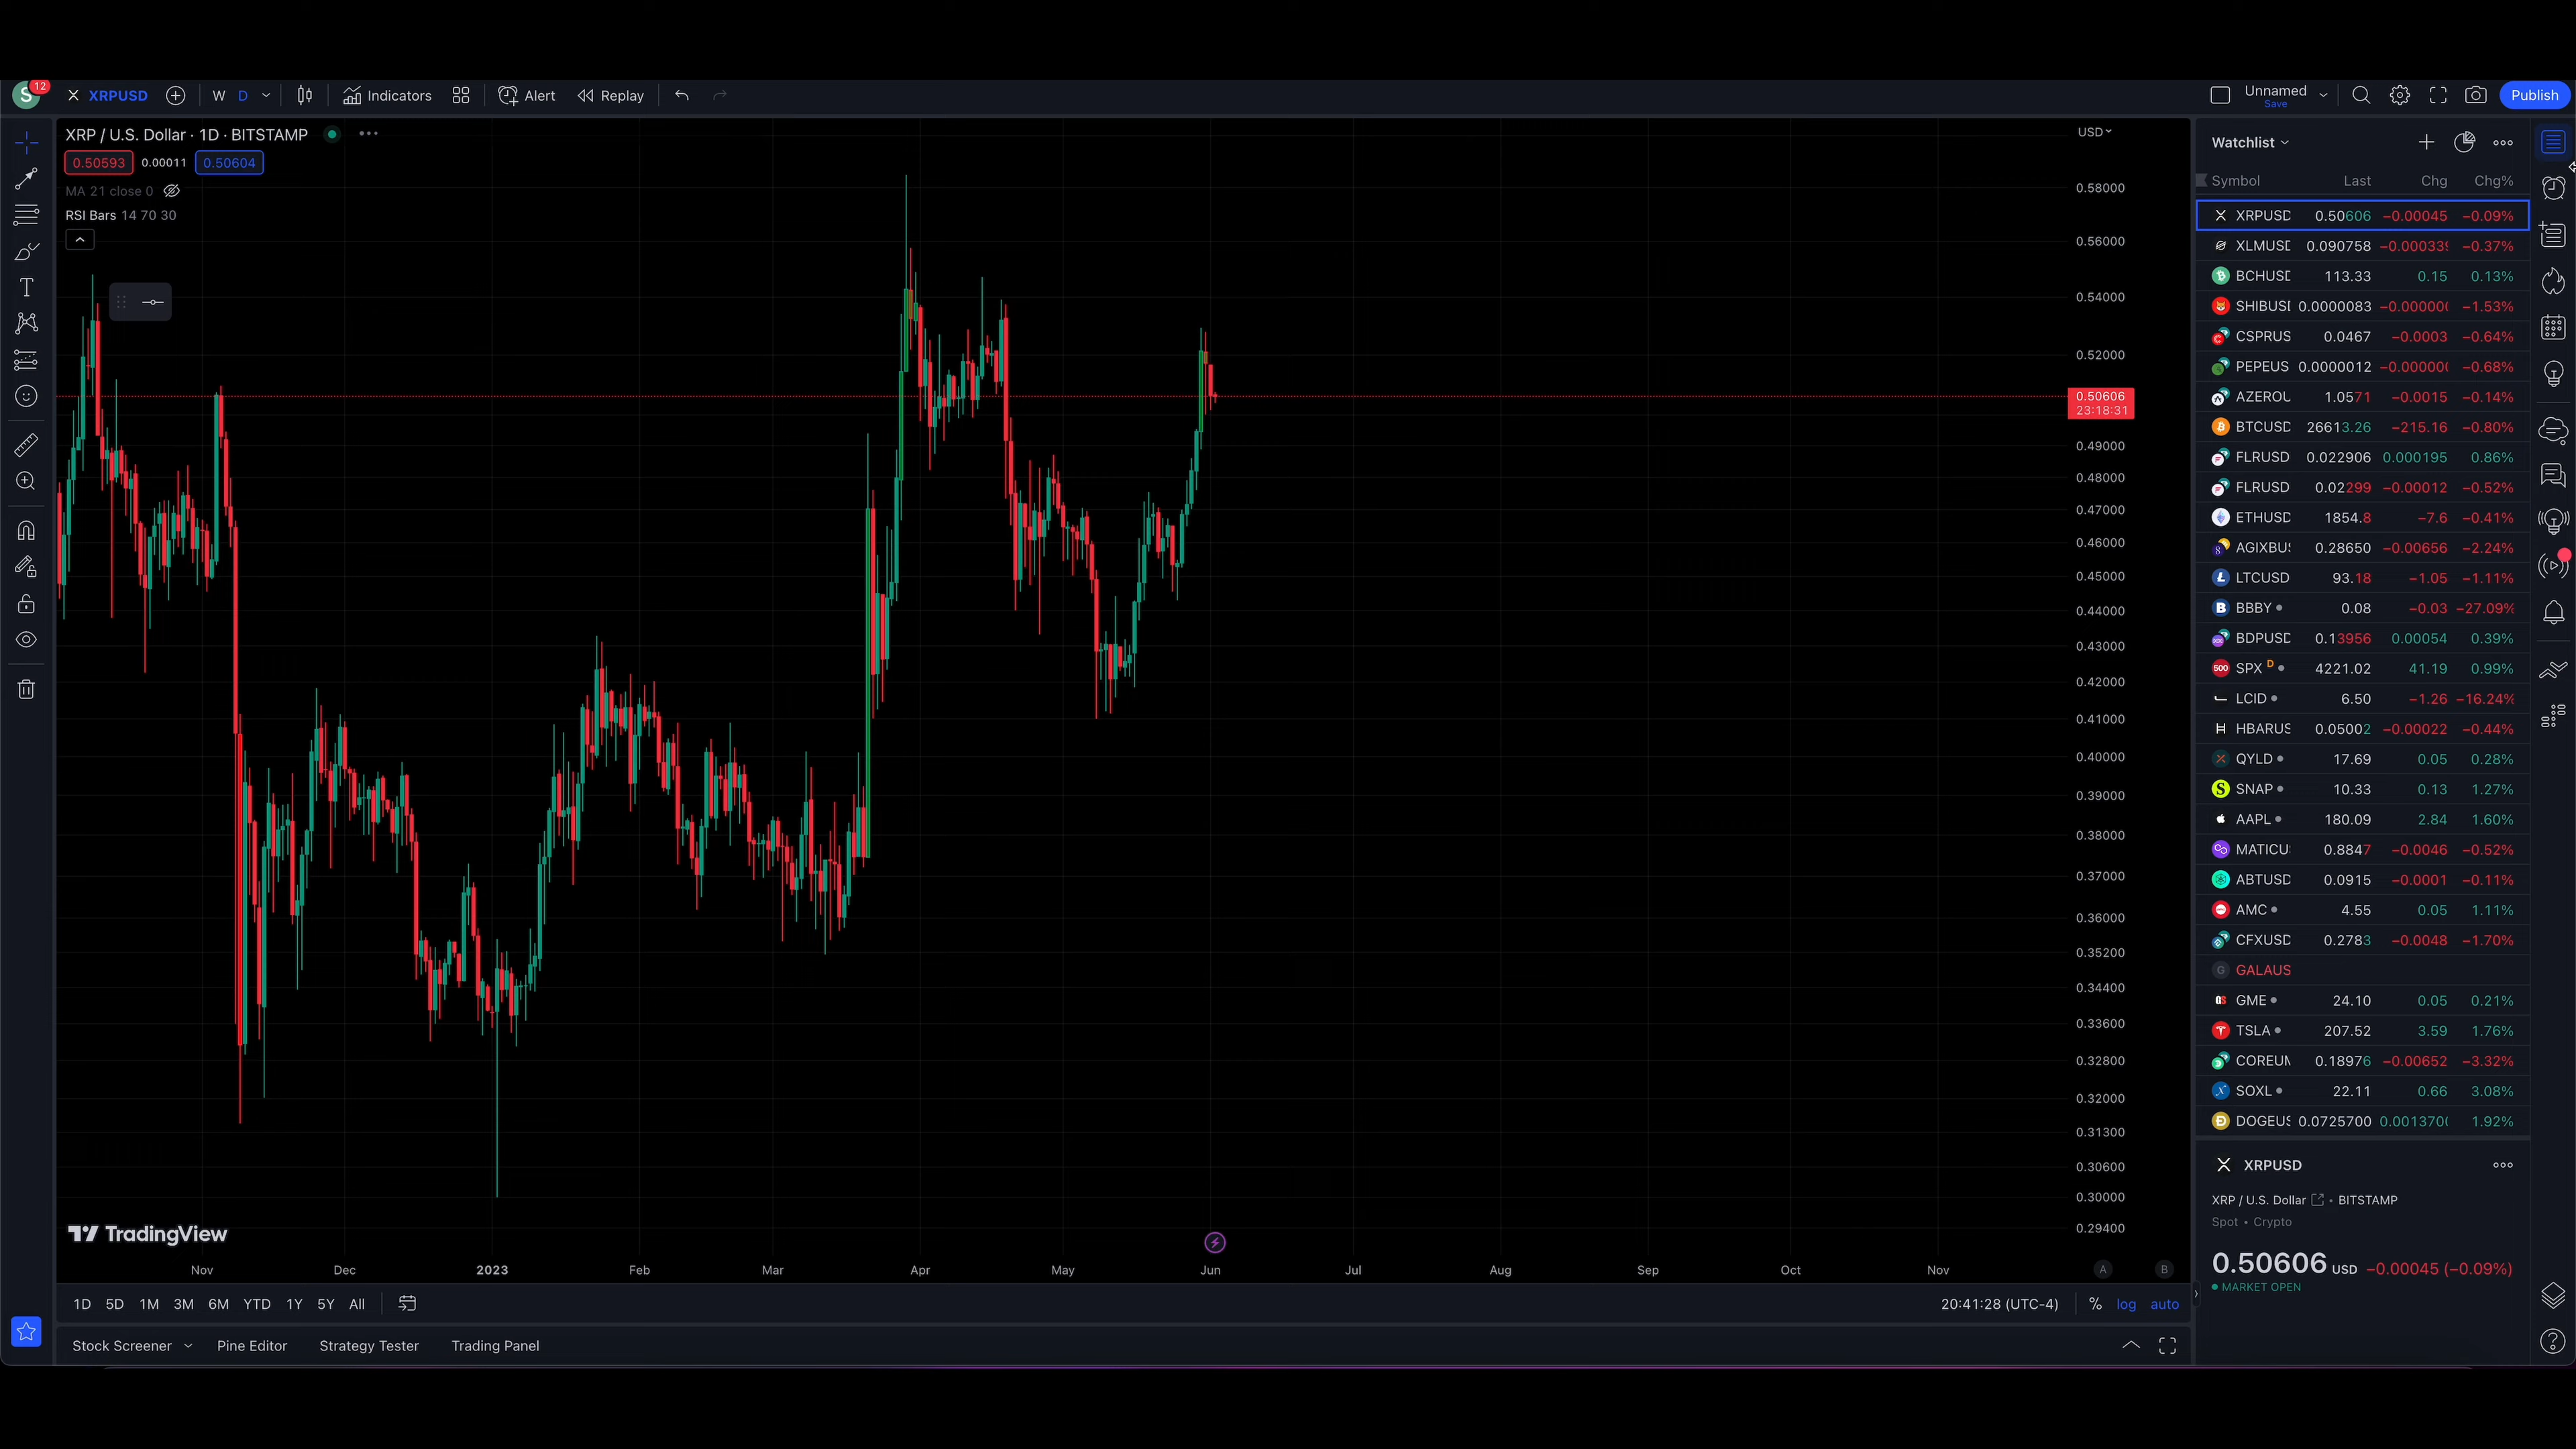 S 12 XRPUSD W D Indicators Alert Replay Unnamed Save Publish
XRP / U.S. Dollar · 1D · BITSTAMP
0.50593 0.00011 0.50604
MA 21 close 0
RSI Bars 14 70 30
USD
0.58000
0.56000
0.54000
0.52000
0.50606
23:18:31
0.49000
0.48000
0.47000
0.46000
0.45000
0.44000
0.43000
0.42000
0.41000
0.40000
0.39000
0.38000
0.37000
0.36000
0.35200
0.34400
0.33600
0.32800
0.32000
0.31300
0.30600
0.30000
0.29400
TradingView
Nov Dec 2023 Feb Mar Apr May Jun Jul Aug Sep Oct Nov A B
1D 5D 1M 3M 6M YTD 1Y 5Y All 20:41:28 (UTC-4) % log auto
Stock Screener Pine Editor Strategy Tester Trading Panel
Watchlist
Symbol Last Chg Chg%
XRPUSD 0.50606 −0.00045 −0.09%
XLMUSD 0.090758 −0.000339 −0.37%
BCHUSD 113.33 0.15 0.13%
SHIBUSD 0.0000083 −0.000000 −1.53%
CSPRUS 0.0467 −0.0003 −0.64%
PEPEUS 0.0000012 −0.000000 −0.68%
AZEROU 1.0571 −0.0015 −0.14%
BTCUSD 26613.26 −215.16 −0.80%
FLRUSD 0.022906 0.000195 0.86%
FLRUSD 0.02299 −0.00012 −0.52%
ETHUSD 1854.8 −7.6 −0.41%
AGIXBUS 0.28650 −0.00656 −2.24%
LTCUSD 93.18 −1.05 −1.11%
BBBY 0.08 −0.03 −27.09%
BDPUSD 0.13956 0.00054 0.39%
500 SPX D 4221.02 41.19 0.99%
LCID 6.50 −1.26 −16.24%
HBARUS 0.05002 −0.00022 −0.44%
QYLD 17.69 0.05 0.28%
SNAP 10.33 0.13 1.27%
AAPL 180.09 2.84 1.60%
MATICU 0.8847 −0.0046 −0.52%
ABTUSD 0.0915 −0.0001 −0.11%
AMC 4.55 0.05 1.11%
CFXUSD 0.2783 −0.0048 −1.70%
G GALAUS
GME 24.10 0.05 0.21%
TSLA 207.52 3.59 1.76%
COREUM 0.18976 −0.00652 −3.32%
SOXL 22.11 0.66 3.08%
DOGEUS 0.0725700 0.0013700 1.92%
XRPUSD
XRP / U.S. Dollar • BITSTAMP
Spot • Crypto
0.50606 USD −0.00045 (−0.09%)
MARKET OPEN